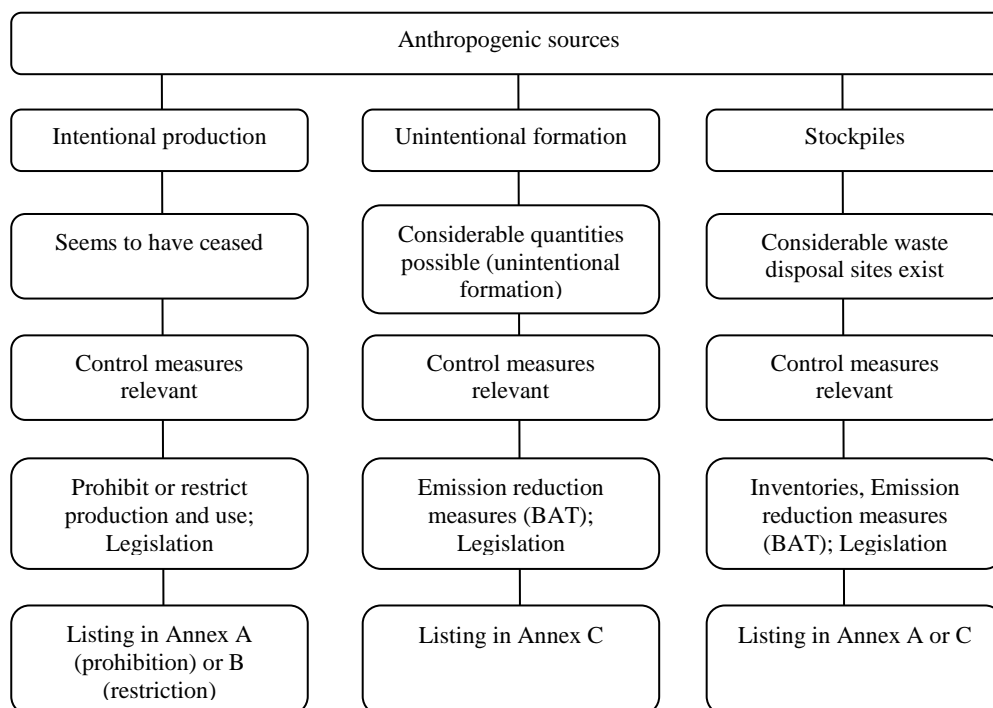 Anthropogenic sources
Intentional production
Unintentional formation
Stockpiles
Seems to have ceased
Considerable quantities
possible (unintentional
formation)
Considerable waste
disposal sites exist
Control measures
relevant
Control measures
relevant
Control measures
relevant
Prohibit or restrict
production and use;
Legislation
Emission reduction
measures (BAT);
Legislation
Inventories, Emission
reduction measures
(BAT); Legislation
Listing in Annex A
(prohibition) or B
(restriction)
Listing in Annex C
Listing in Annex A or C